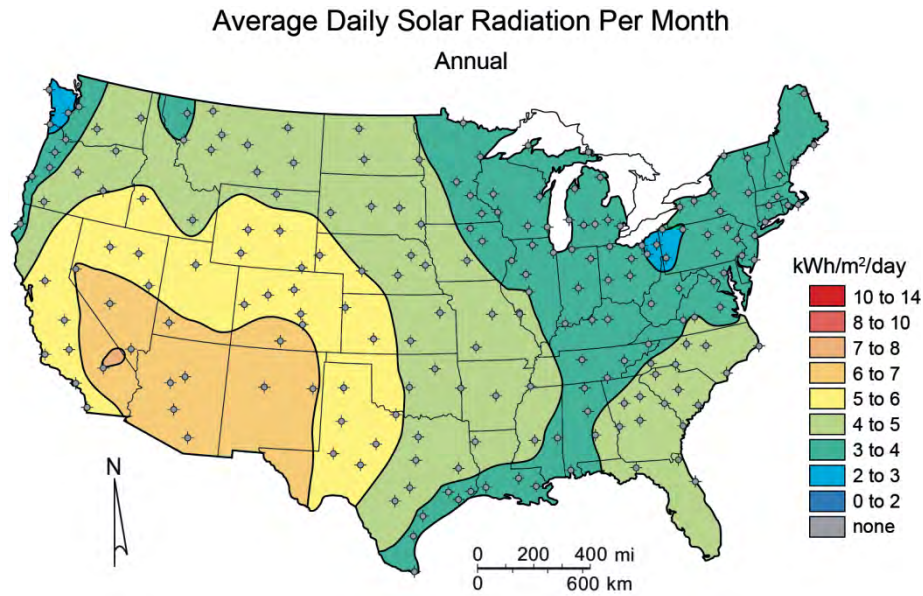 Average Daily Solar Radiation Per Month
Annual
kWh/m²/day
10 to 14
8 to 10
7 to 8
6 to 7
5 to 6
4 to 5
3 to 4
2 to 3
0 to 2
none
N
0 200 400 mi
0 600 km